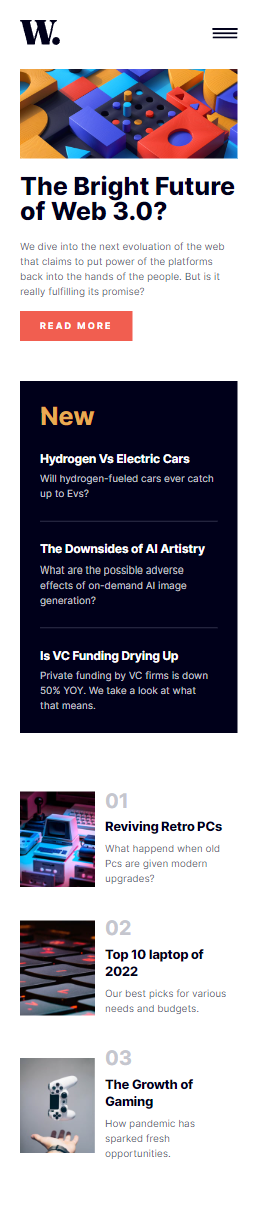 W.
The Bright Future
of Web 3.0?
We dive into the next evoluation of the web
that claims to put power of the platforms
back into the hands of the people. But is it
really fulfilling its promise?
READ MORE
New
Hydrogen Vs Electric Cars
Will hydrogen-fueled cars ever catch
up to Evs?
The Downsides of AI Artistry
What are the possible adverse
effects of on-demand AI image
generation?
Is VC Funding Drying Up
Private funding by VC firms is down
50% YOY. We take a look at what
that means.
01
Reviving Retro PCs
What happend when old
Pcs are given modern
upgrades?
02
Top 10 laptop of
2022
Our best picks for various
needs and budgets.
03
The Growth of
Gaming
How pandemic has
sparked fresh
opportunities.